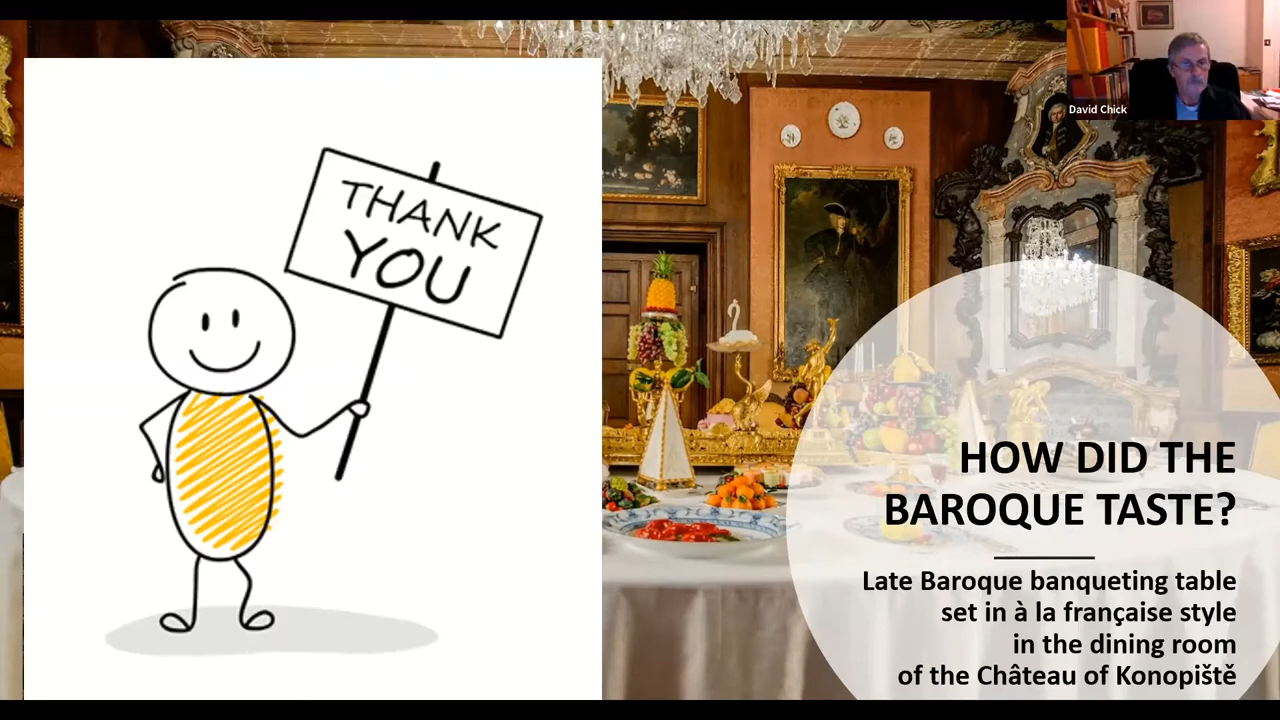 David Chick
THANK
YOU
HOW DID THE
BAROQUE TASTE?
Late Baroque banqueting table
set in à la française style
in the dining room
of the Château of Konopiště